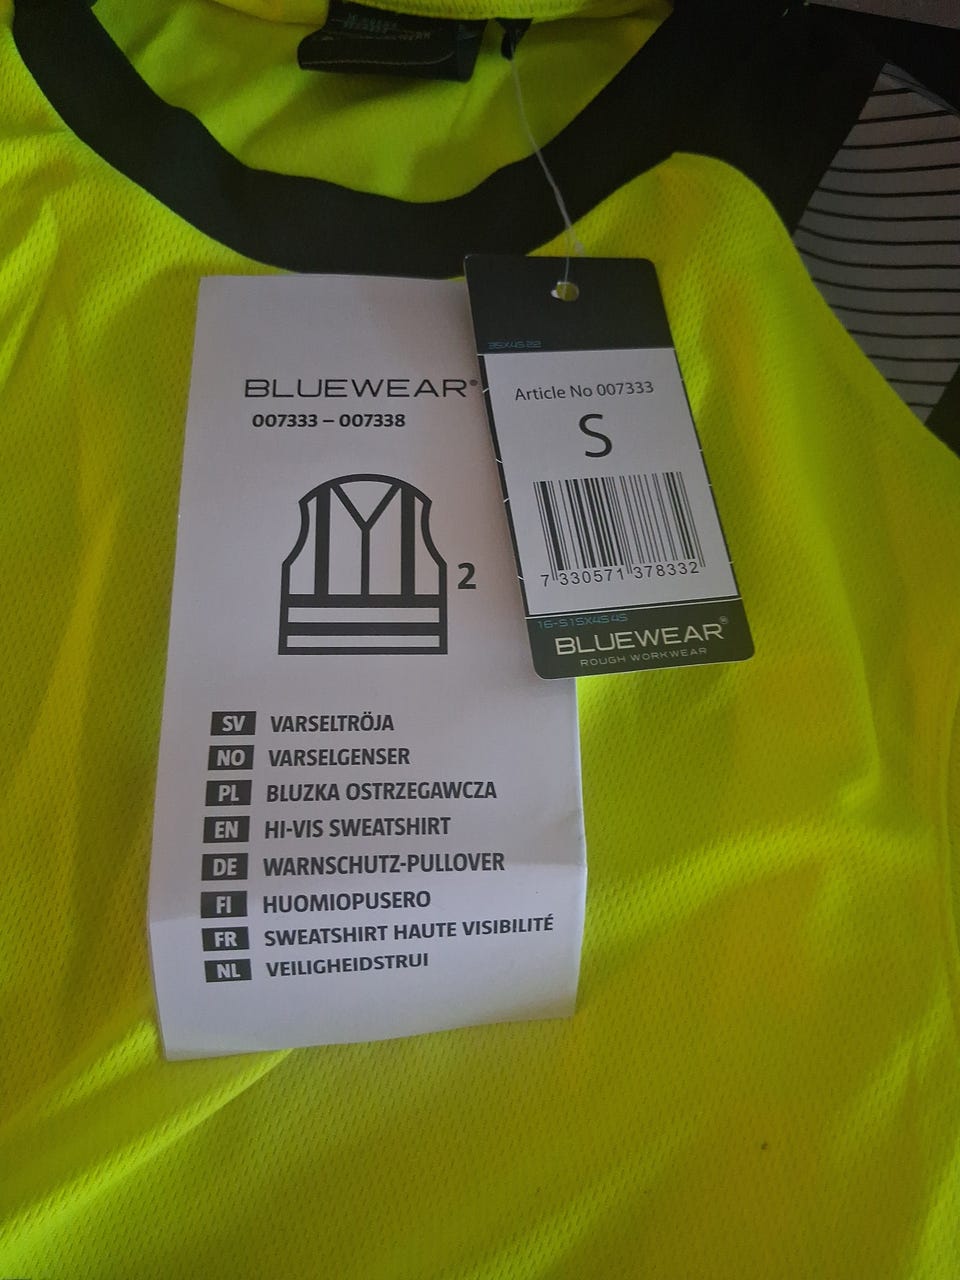 BLUEWEAR®
007333 – 007338
2
SV VARSELTRÖJA
NO VARSELGENSER
PL BLUZKA OSTRZEGAWCZA
EN HI-VIS SWEATSHIRT
DE WARNSCHUTZ-PULLOVER
FI HUOMIOPUSERO
FR SWEATSHIRT HAUTE VISIBILITÉ
NL VEILIGHEIDSTRUI
Article No 007333
S
7 330571 378332
BLUEWEAR®
ROUGH WORKWEAR